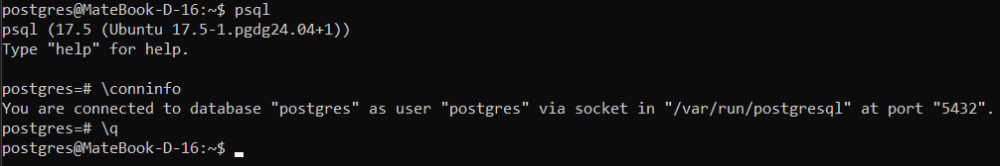 postgres@MateBook-D-16:~$ psql
psql (17.5 (Ubuntu 17.5-1.pgdg24.04+1))
Type "help" for help.

postgres=# \conninfo
You are connected to database "postgres" as user "postgres" via socket in "/var/run/postgresql" at port "5432".
postgres=# \q
postgres@MateBook-D-16:~$